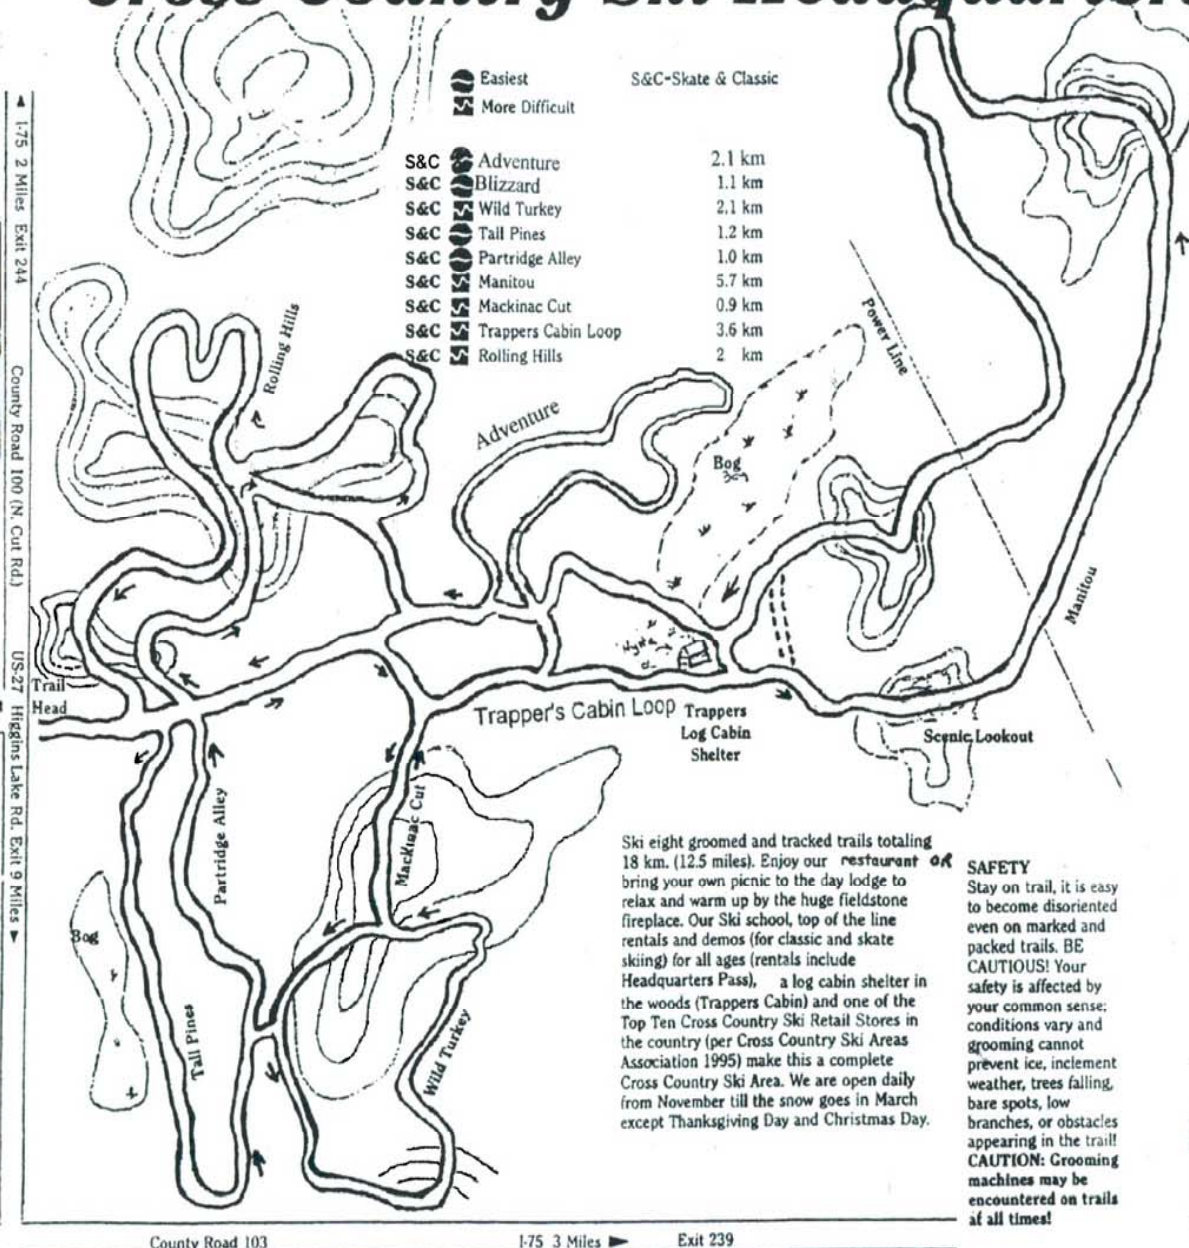 Cross Country Ski Headquarters
Easiest
S&C-Skate & Classic
More Difficult
S&C Adventure 2.1 km
S&C Blizzard 1.1 km
S&C Wild Turkey 2.1 km
S&C Tall Pines 1.2 km
S&C Partridge Alley 1.0 km
S&C Manitou 5.7 km
S&C Mackinac Cut 0.9 km
S&C Trappers Cabin Loop 3.6 km
S&C Rolling Hills 2 km
◄ I-75 2 Miles Exit 244 County Road 100 (N. Cut Rd.) US-27 Higgins Lake Rd. Exit 9 Miles ►
Rolling Hills
Adventure
Power Line
Bog
Manitou
Trail
Head
Trapper's Cabin Loop
Trappers
Log Cabin
Shelter
Scenic Lookout
Partridge Alley
Mackinac Cut
Bog
Tall Pines
Wild Turkey
Ski eight groomed and tracked trails totaling
18 km. (12.5 miles). Enjoy our restaurant OR
bring your own picnic to the day lodge to
relax and warm up by the huge fieldstone
fireplace. Our Ski school, top of the line
rentals and demos (for classic and skate
skiing) for all ages (rentals include
Headquarters Pass), a log cabin shelter in
the woods (Trappers Cabin) and one of the
Top Ten Cross Country Ski Retail Stores in
the country (per Cross Country Ski Areas
Association 1995) make this a complete
Cross Country Ski Area. We are open daily
from November till the snow goes in March
except Thanksgiving Day and Christmas Day.
SAFETY
Stay on trail, it is easy
to become disoriented
even on marked and
packed trails. BE
CAUTIOUS! Your
safety is affected by
your common sense;
conditions vary and
grooming cannot
prevent ice, inclement
weather, trees falling,
bare spots, low
branches, or obstacles
appearing in the trail!
CAUTION: Grooming
machines may be
encountered on trails
at all times!
County Road 103 I-75 3 Miles ► Exit 239